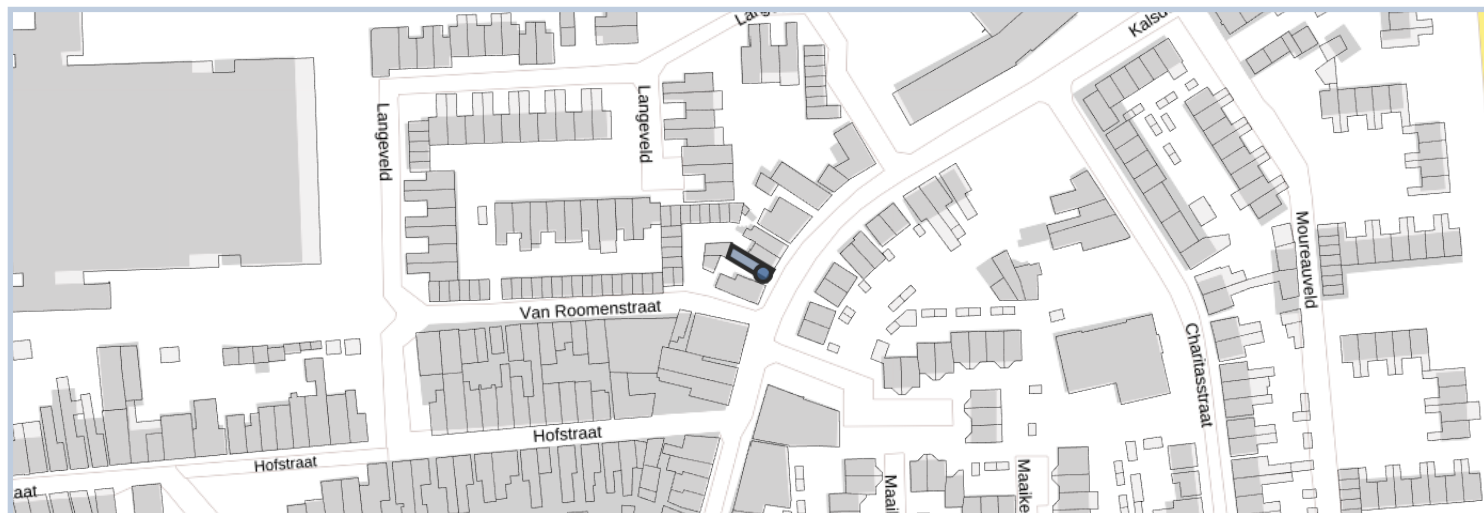 Langeveld
Langeveld
Van Roomenstraat
Hofstraat
Hofstraat
Charitasstraat
Moureauveld